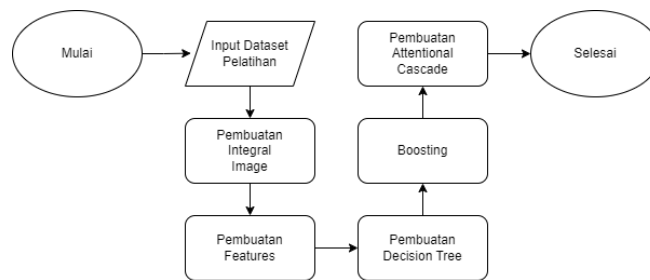 Mulai
Input Dataset
Pelatihan
Pembuatan
Integral
Image
Pembuatan
Features
Pembuatan
Decision Tree
Boosting
Pembuatan
Attentional
Cascade
Selesai